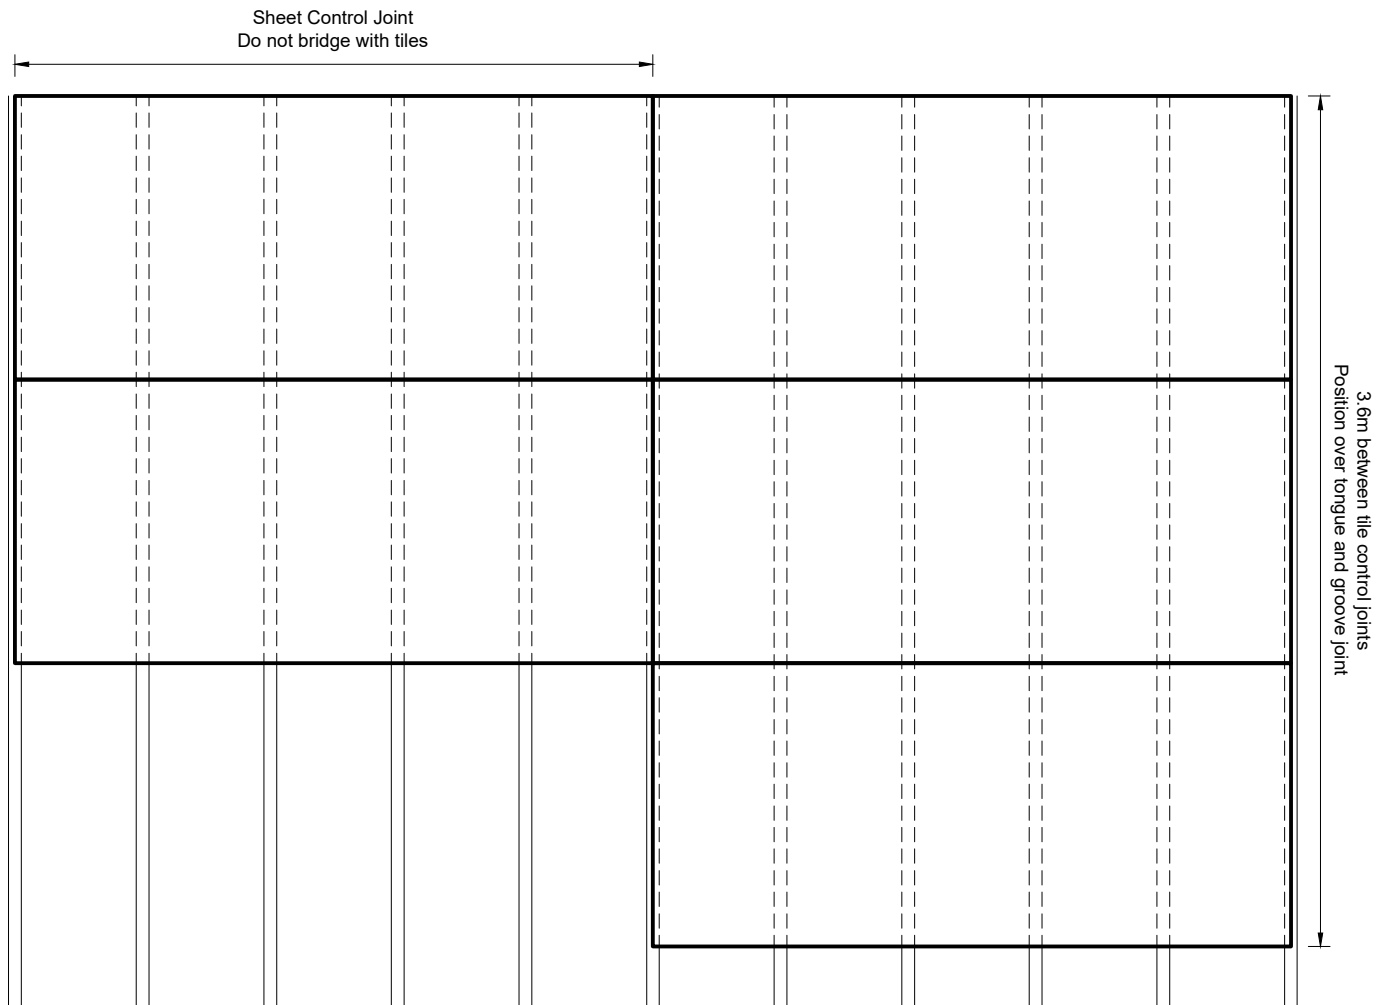 Sheet Control Joint
Do not bridge with tiles
3.6m between tile control joints
Position over tongue and groove joint